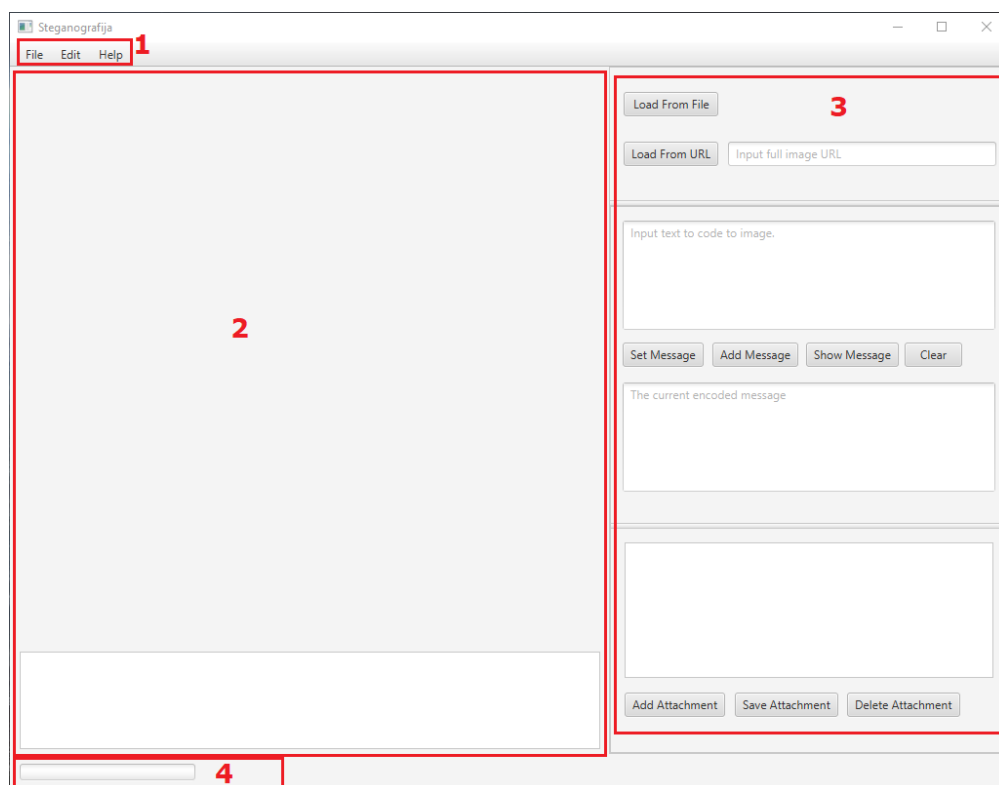 Steganografija
File Edit Help 1
2
3
Load From File
Load From URL Input full image URL
Input text to code to image.
Set Message Add Message Show Message Clear
The current encoded message
Add Attachment Save Attachment Delete Attachment
4